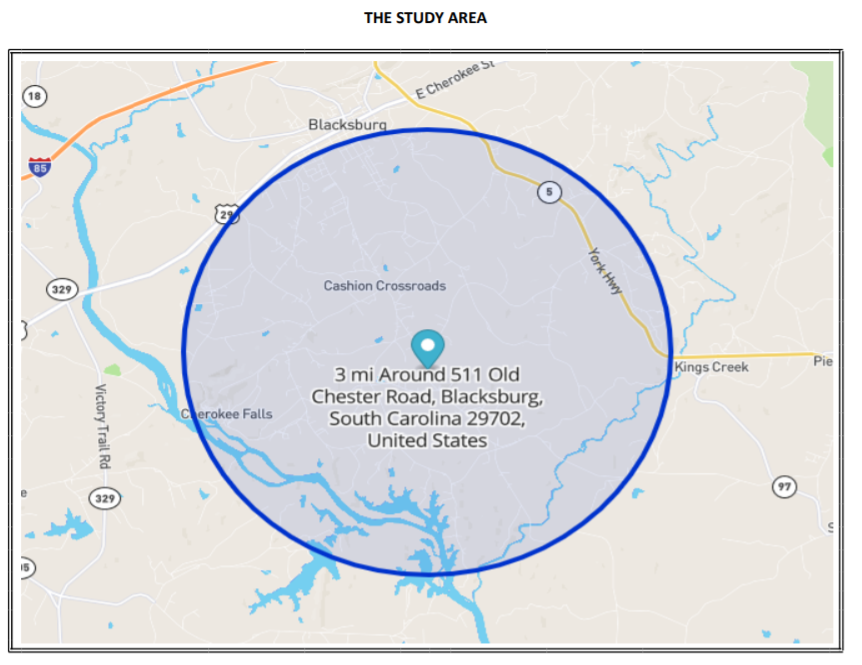 THE STUDY AREA
18
E Cherokee St
Blacksburg
85
5
29
329
Cashion Crossroads
York Hwy
3 mi Around 511 Old
Chester Road, Blacksburg,
South Carolina 29702,
United States
Kings Creek
Pie
Victory Trail Rd
Cherokee Falls
97
329
e
S